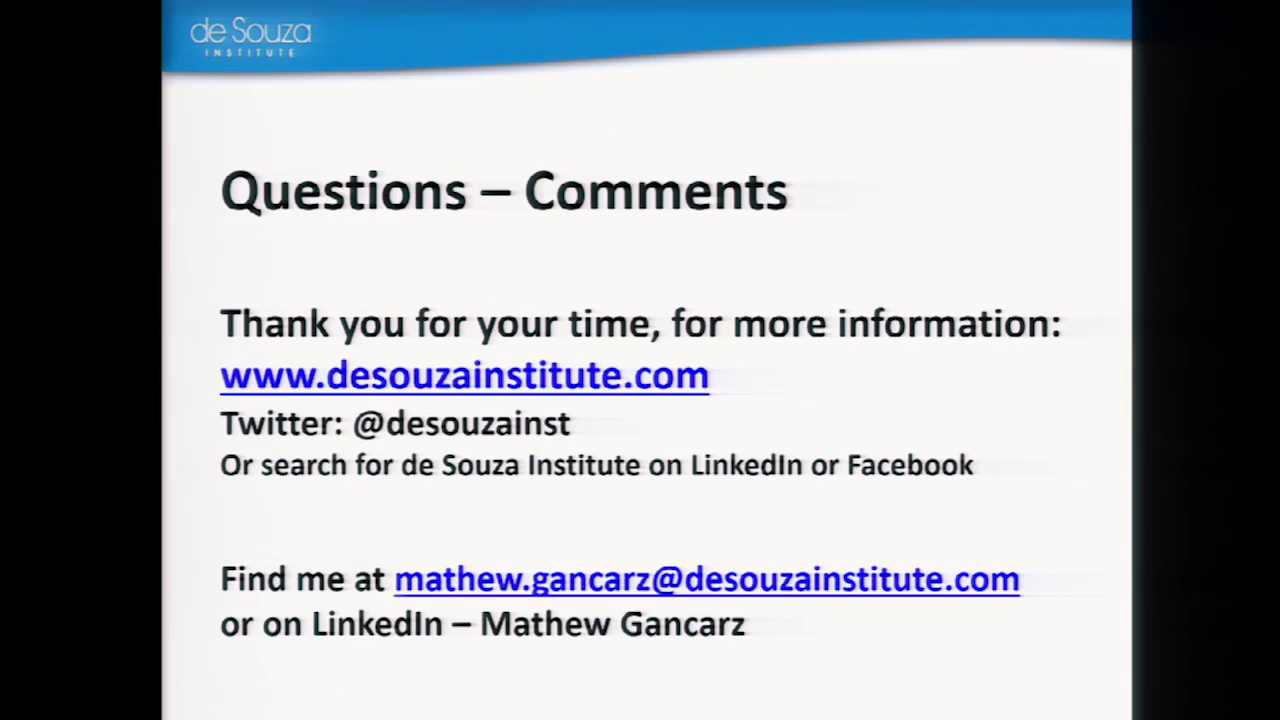 de Souza
INSTITUTE
Questions – Comments
Thank you for your time, for more information:
www.desouzainstitute.com
Twitter: @desouzainst
Or search for de Souza Institute on LinkedIn or Facebook
Find me at mathew.gancarz@desouzainstitute.com
or on LinkedIn – Mathew Gancarz